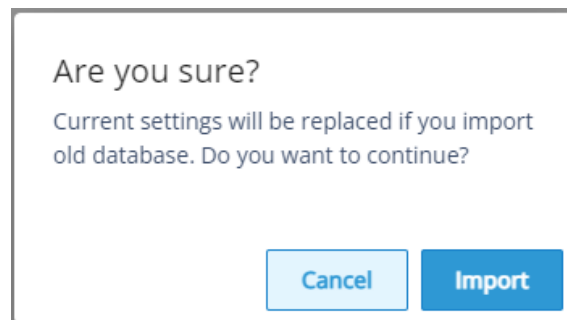 Are you sure?
Current settings will be replaced if you import
old database. Do you want to continue?
Cancel
Import